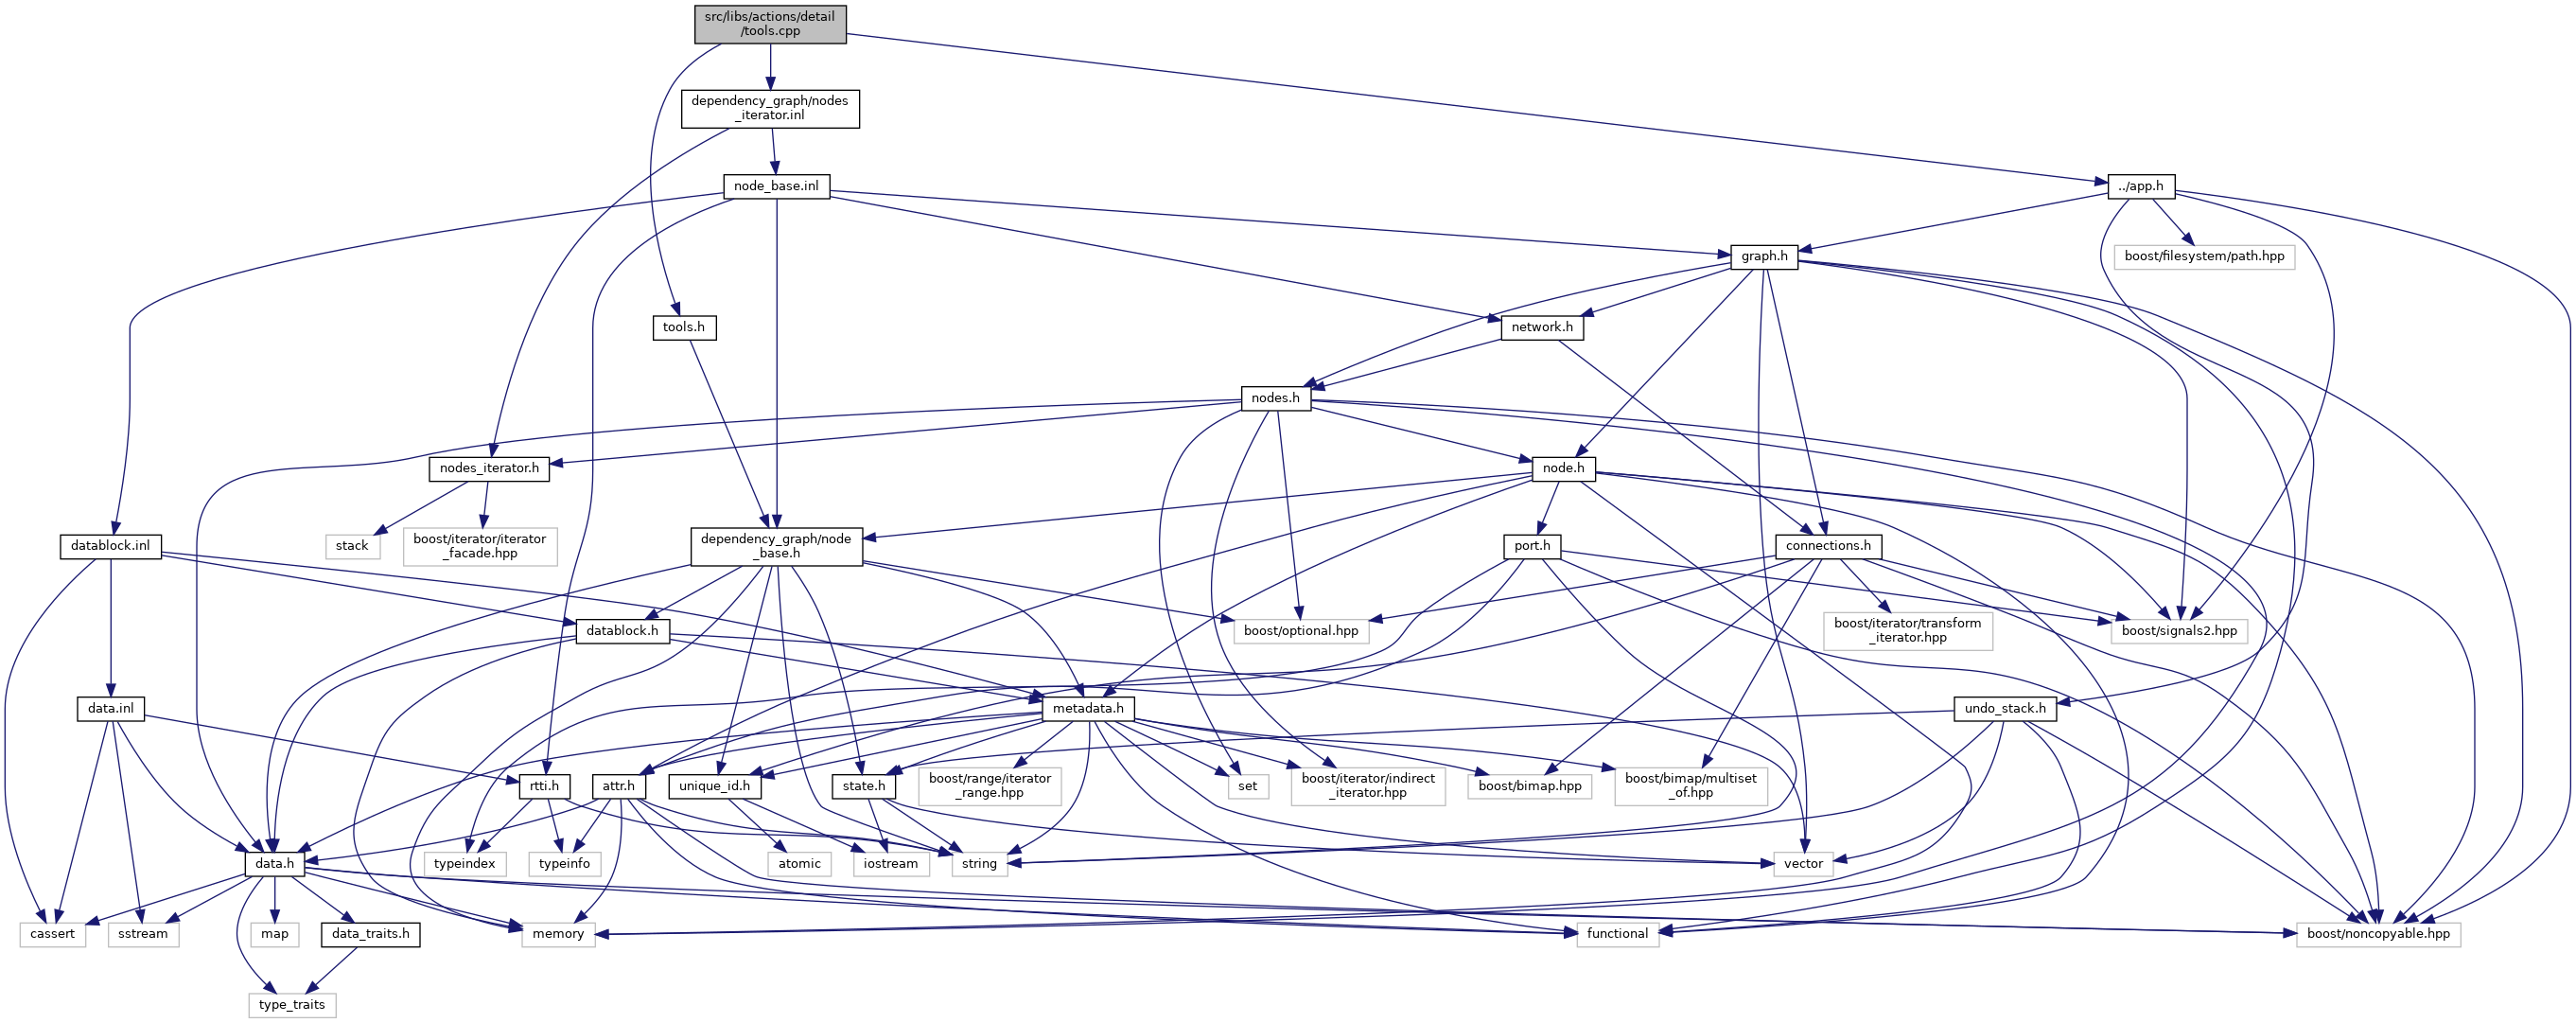 src/libs/actions/detail
/tools.cpp
dependency_graph/nodes
_iterator.inl
node_base.inl
../app.h
graph.h
boost/filesystem/path.hpp
tools.h
network.h
nodes.h
nodes_iterator.h
node.h
datablock.inl
stack
boost/iterator/iterator
_facade.hpp
dependency_graph/node
_base.h
port.h
connections.h
datablock.h
boost/optional.hpp
boost/iterator/transform
_iterator.hpp
boost/signals2.hpp
data.inl
metadata.h
undo_stack.h
rtti.h
attr.h
unique_id.h
state.h
boost/range/iterator
_range.hpp
set
boost/iterator/indirect
_iterator.hpp
boost/bimap.hpp
boost/bimap/multiset
_of.hpp
data.h
typeindex
typeinfo
atomic
iostream
string
vector
cassert
sstream
map
data_traits.h
memory
functional
boost/noncopyable.hpp
type_traits